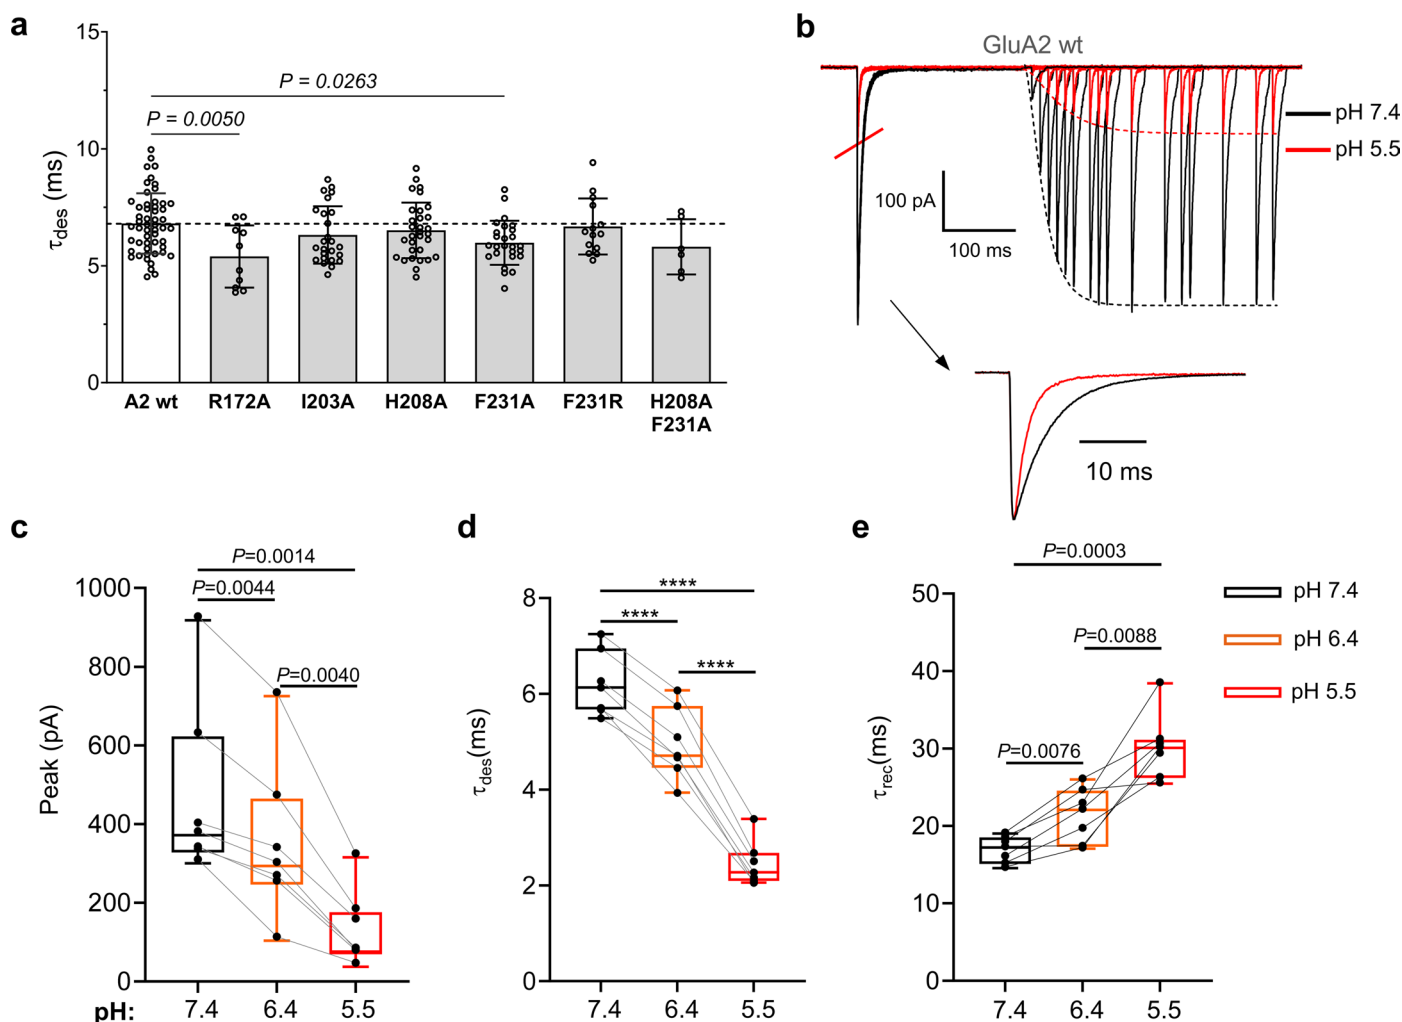 a
15
10
5
0
τdes (ms)
P = 0.0263
P = 0.0050
A2 wt
R172A
I203A
H208A
F231A
F231R
H208A
F231A
b
GluA2 wt
pH 7.4
pH 5.5
100 pA
100 ms
10 ms
c
P=0.0014
P=0.0044
P=0.0040
1000
800
600
400
200
0
Peak (pA)
pH:
7.4
6.4
5.5
d
****
****
****
8
6
4
2
0
τdes(ms)
7.4
6.4
5.5
e
P=0.0003
P=0.0088
P=0.0076
50
40
30
20
10
0
τrec(ms)
7.4
6.4
5.5
pH 7.4
pH 6.4
pH 5.5